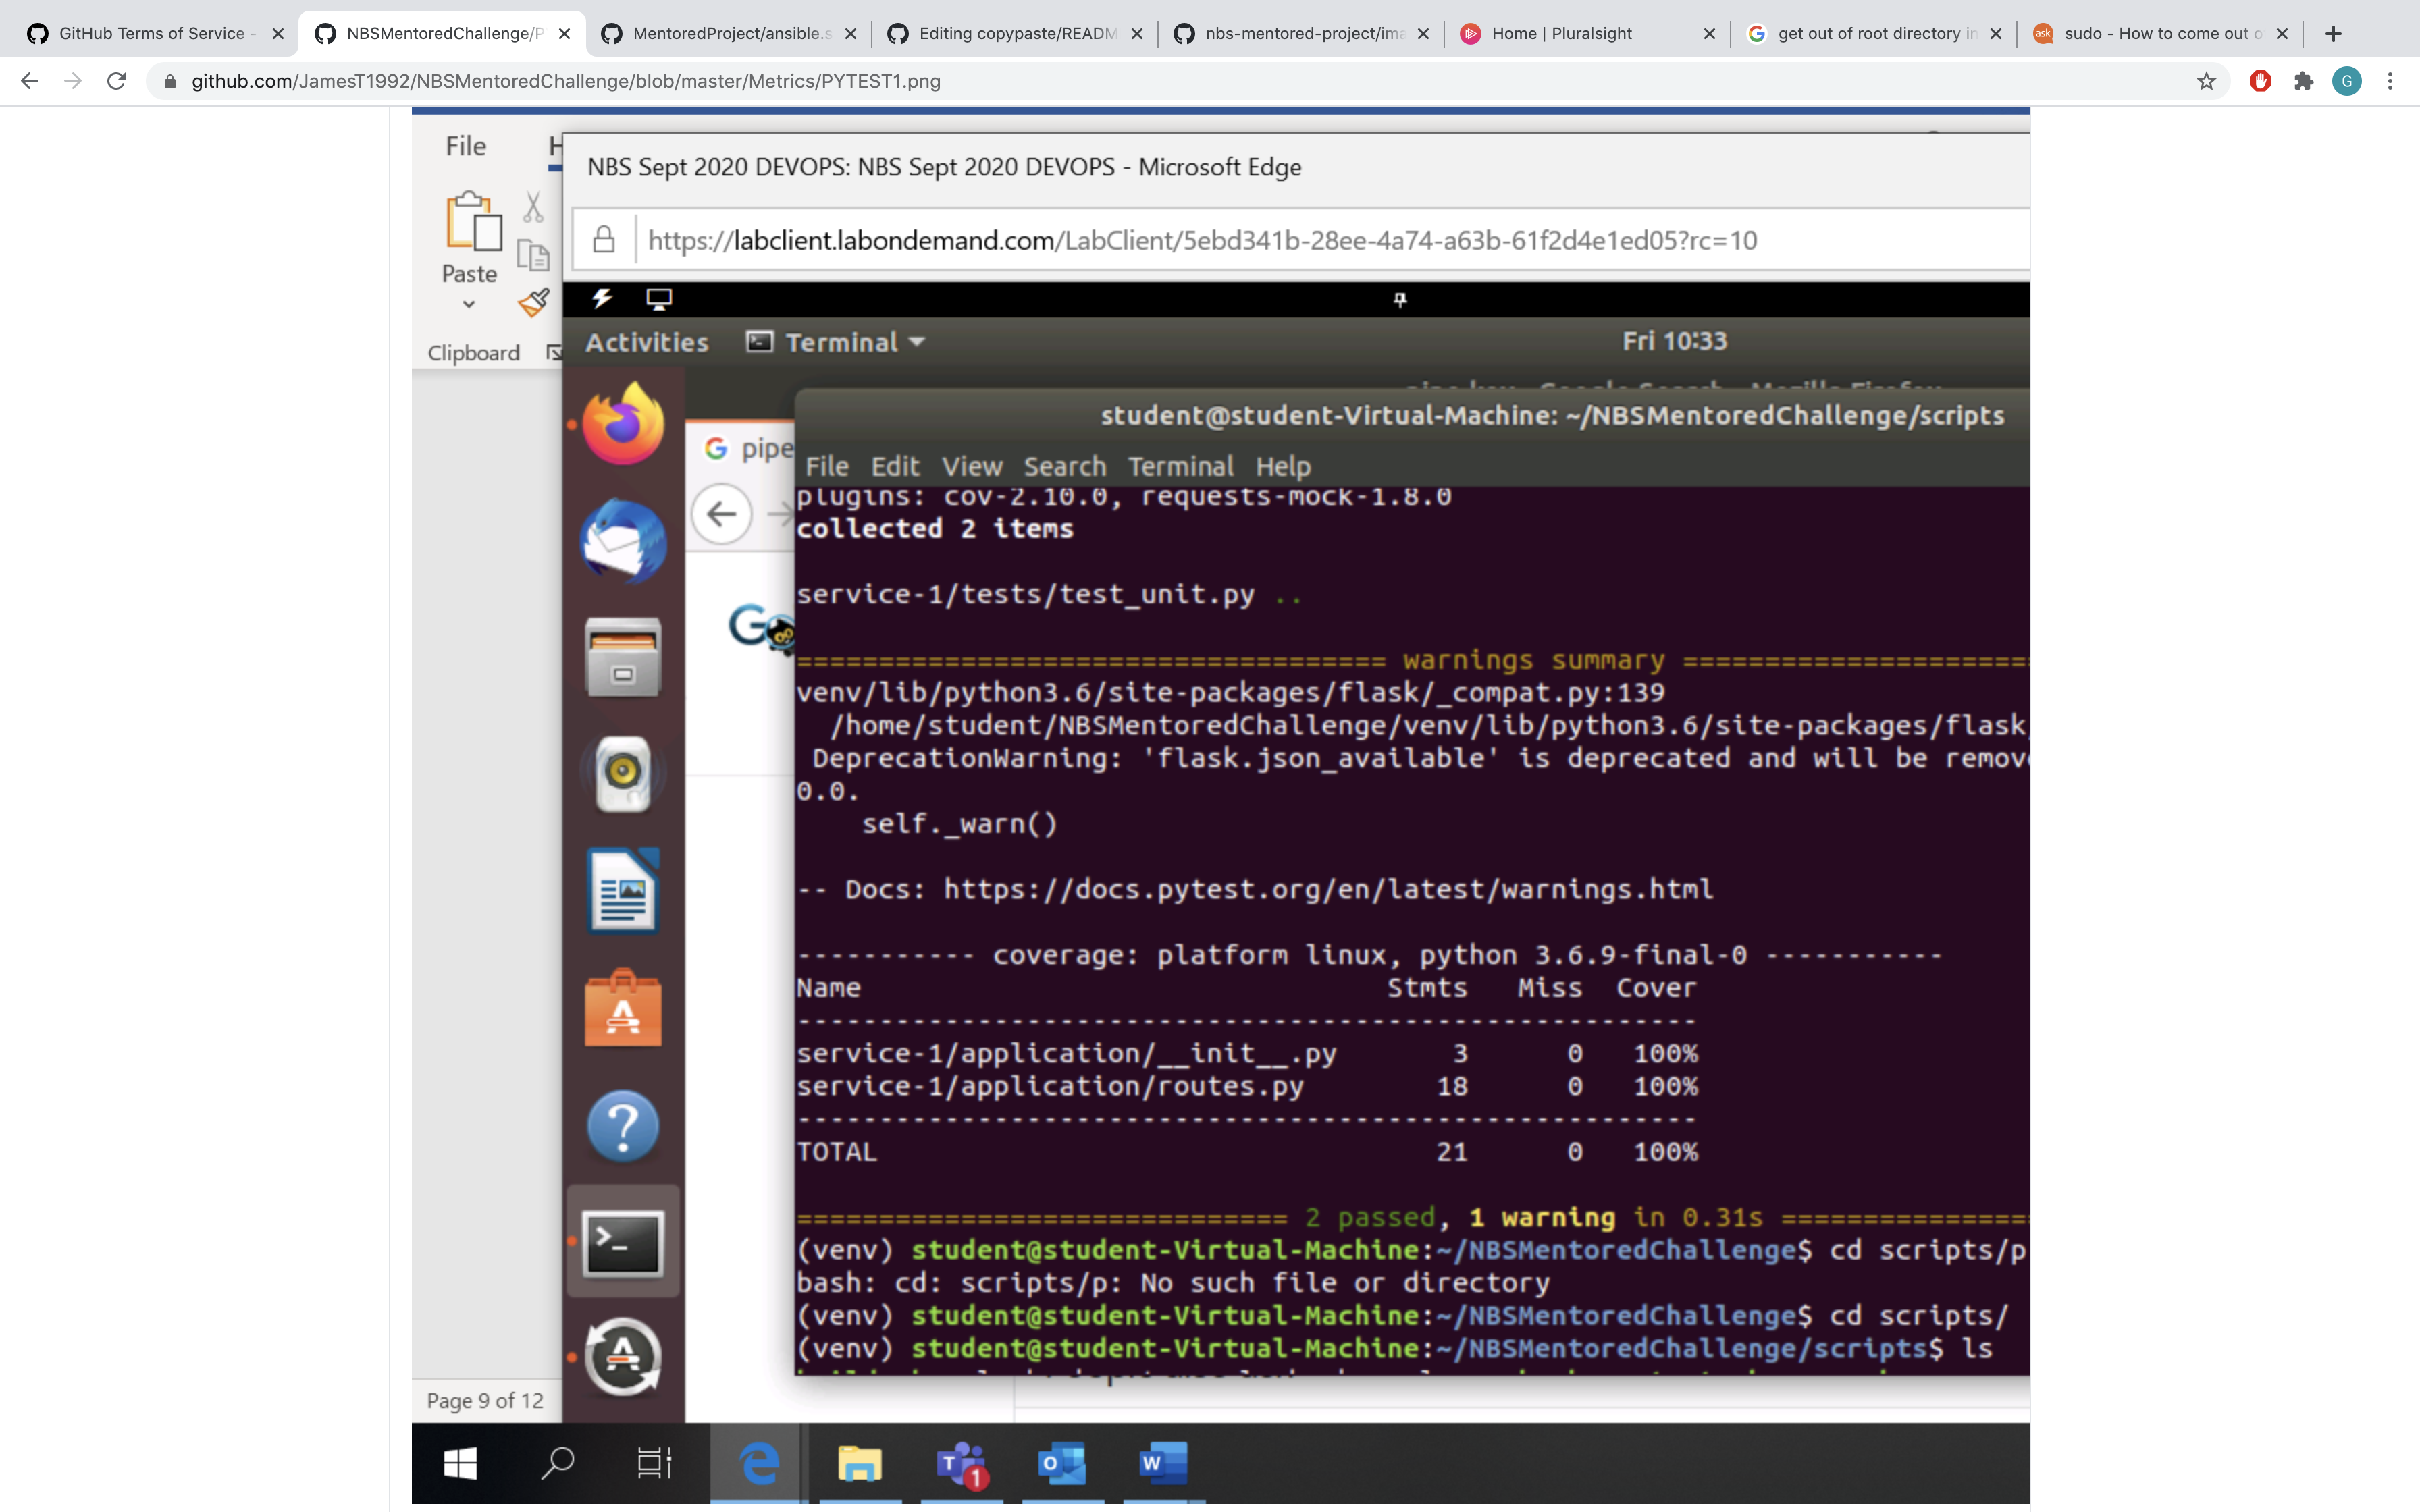 GitHub Terms of Service -
NBSMentoredChallenge/P
MentoredProject/ansible.s
Editing copypaste/READM
nbs-mentored-project/ima
Home | Pluralsight
get out of root directory in
sudo - How to come out o
github.com/JamesT1992/NBSMentoredChallenge/blob/master/Metrics/PYTEST1.png
G
File
H
NBS Sept 2020 DEVOPS: NBS Sept 2020 DEVOPS - Microsoft Edge
https://labclient.labondemand.com/LabClient/5ebd341b-28ee-4a74-a63b-61f2d4e1ed05?rc=10
Paste
Clipboard
Activities
Terminal
Fri 10:33
Google Search - Mozilla Firefox
student@student-Virtual-Machine: ~/NBSMentoredChallenge/scripts
pipe
File Edit View Search Terminal Help
plugins: cov-2.10.0, requests-mock-1.8.0
collected 2 items
service-1/tests/test_unit.py ..
==================================== warnings summary =====================
venv/lib/python3.6/site-packages/flask/_compat.py:139
/home/student/NBSMentoredChallenge/venv/lib/python3.6/site-packages/flask/
DeprecationWarning: 'flask.json_available' is deprecated and will be remov
0.0.
self._warn()
-- Docs: https://docs.pytest.org/en/latest/warnings.html
----------- coverage: platform linux, python 3.6.9-final-0 -----------
Name Stmts Miss Cover
-------------------------------------------------------
service-1/application/__init__.py 3 0 100%
service-1/application/routes.py 18 0 100%
-------------------------------------------------------
TOTAL 21 0 100%
============================== 2 passed, 1 warning in 0.31s ===============
(venv) student@student-Virtual-Machine:~/NBSMentoredChallenge$ cd scripts/p
bash: cd: scripts/p: No such file or directory
(venv) student@student-Virtual-Machine:~/NBSMentoredChallenge$ cd scripts/
(venv) student@student-Virtual-Machine:~/NBSMentoredChallenge/scripts$ ls
Page 9 of 12